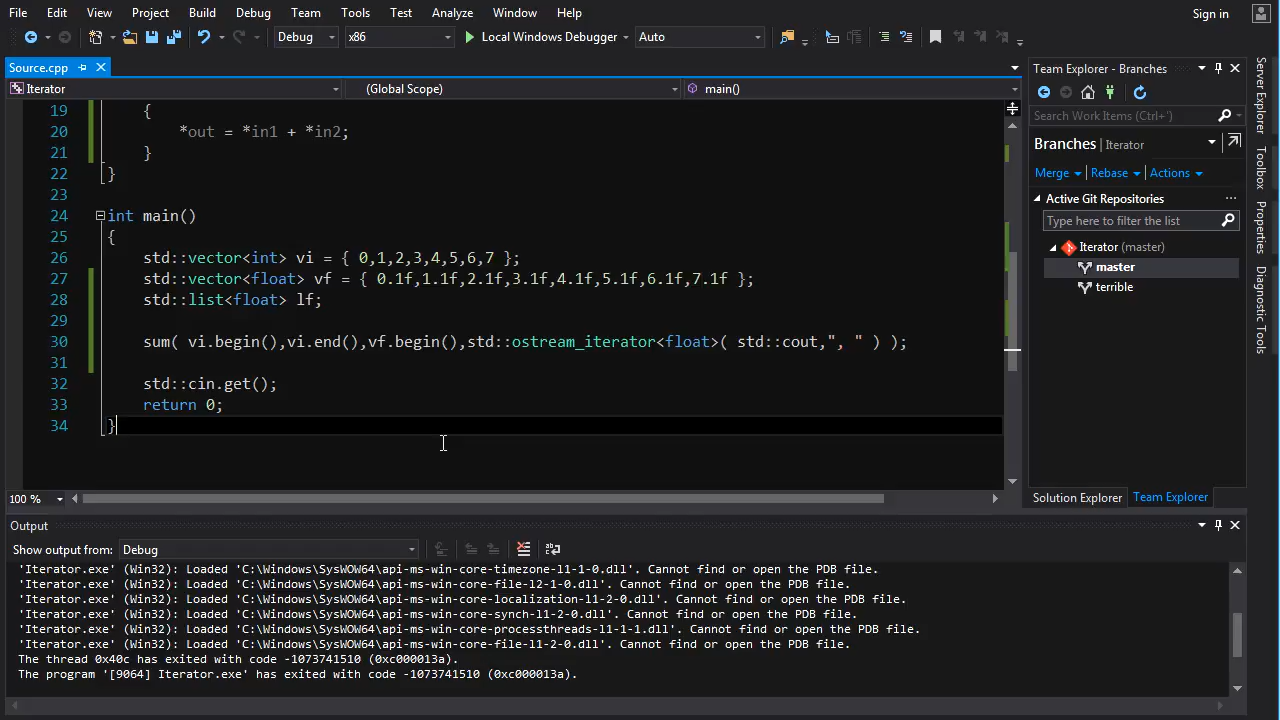 File Edit View Project Build Debug Team Tools Test Analyze Window Help
Sign in
Debug x86 Local Windows Debugger Auto
Source.cpp
Iterator (Global Scope) main()
19 {
20 *out = *in1 + *in2;
21 }
22 }
23
24 int main()
25 {
26 std::vector<int> vi = { 0,1,2,3,4,5,6,7 };
27 std::vector<float> vf = { 0.1f,1.1f,2.1f,3.1f,4.1f,5.1f,6.1f,7.1f };
28 std::list<float> lf;
29
30 sum( vi.begin(),vi.end(),vf.begin(),std::ostream_iterator<float>( std::cout,", " ) );
31
32 std::cin.get();
33 return 0;
34 }
100 %
Team Explorer - Branches
Search Work Items (Ctrl+')
Branches | Iterator
Merge Rebase Actions
Active Git Repositories
Type here to filter the list
Iterator (master)
master
terrible
Solution Explorer Team Explorer
Server Explorer
Toolbox
Properties
Diagnostic Tools
Output
Show output from: Debug
'Iterator.exe' (Win32): Loaded 'C:\Windows\SysWOW64\api-ms-win-core-timezone-l1-1-0.dll'. Cannot find or open the PDB file.
'Iterator.exe' (Win32): Loaded 'C:\Windows\SysWOW64\api-ms-win-core-file-l2-1-0.dll'. Cannot find or open the PDB file.
'Iterator.exe' (Win32): Loaded 'C:\Windows\SysWOW64\api-ms-win-core-localization-l1-2-0.dll'. Cannot find or open the PDB file.
'Iterator.exe' (Win32): Loaded 'C:\Windows\SysWOW64\api-ms-win-core-synch-l1-2-0.dll'. Cannot find or open the PDB file.
'Iterator.exe' (Win32): Loaded 'C:\Windows\SysWOW64\api-ms-win-core-processthreads-l1-1-1.dll'. Cannot find or open the PDB file.
'Iterator.exe' (Win32): Loaded 'C:\Windows\SysWOW64\api-ms-win-core-file-l1-2-0.dll'. Cannot find or open the PDB file.
The thread 0x40c has exited with code -1073741510 (0xc000013a).
The program '[9064] Iterator.exe' has exited with code -1073741510 (0xc000013a).